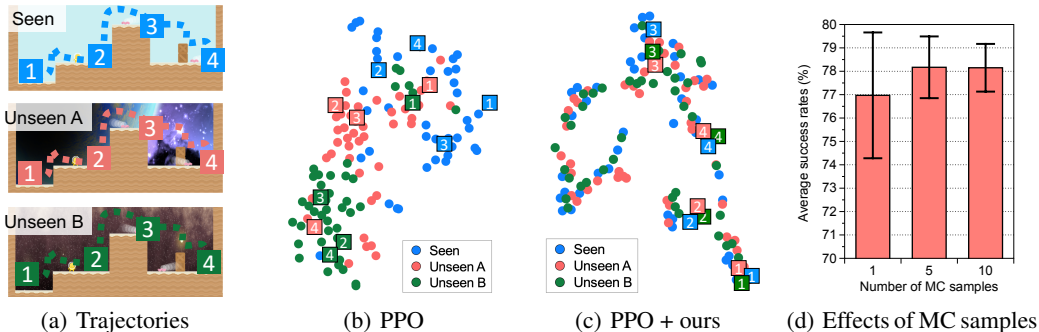 Seen
1
2
3
4
Unseen A
1
2
3
4
Unseen B
1
2
3
4
(a) Trajectories
4
2
1
1
2
1
3
3
3
4
2
4
Seen
Unseen A
Unseen B
(b) PPO
3
3
3
4
4
4
2
2
2
1
1
1
Seen
Unseen A
Unseen B
(c) PPO + ours
Average success rates (%)
80
79
78
77
76
75
74
73
72
71
70
1 5 10
Number of MC samples
(d) Effects of MC samples